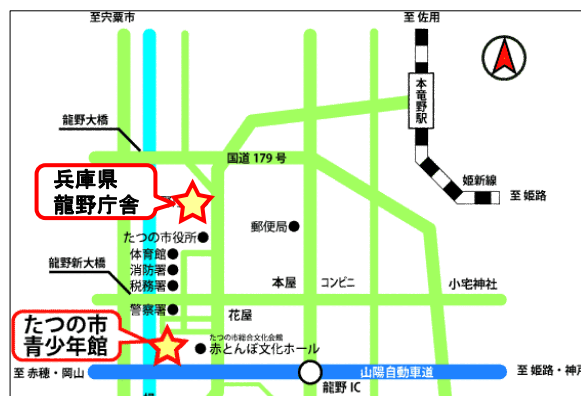 至宍粟市
至 佐用
本竜野駅
龍野大橋
国道 179 号
姫新線
至 姫路
兵庫県
龍野庁舎
郵便局
たつの市役所
体育館
消防署
税務署
龍野新大橋
本屋
コンビニ
小宅神社
警察署
花屋
たつの市
青少年館
たつの市総合文化会館
赤とんぼ文化ホール
至 赤穂・岡山
山陽自動車道
至 姫路・神戸
龍野 IC